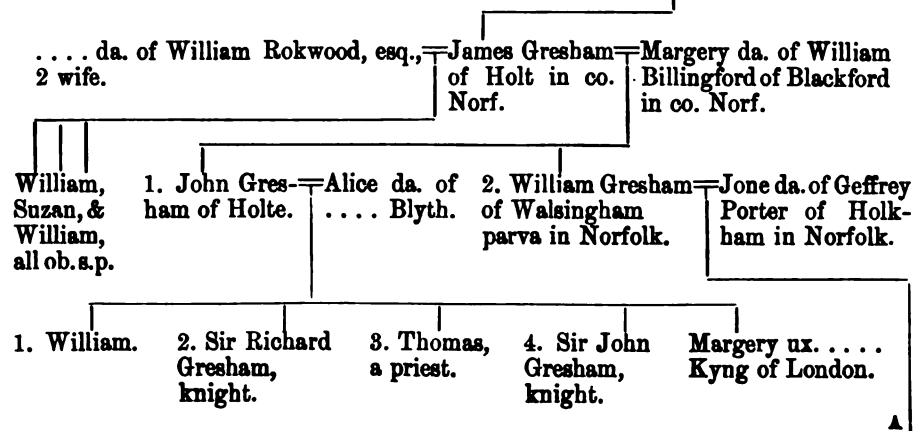 . . . . da. of William Rokwood, esq.,
2 wife.
James Gresham
of Holt in co.
Norf.
Margery da. of William
Billingford of Blackford
in co. Norf.
William,
Suzan, &
William,
all ob. s.p.
1. John Gres-
ham of Holte.
Alice da. of
. . . . Blyth.
2. William Gresham
of Walsingham
parva in Norfolk.
Jone da. of Geffrey
Porter of Holk-
ham in Norfolk.
1. William.
2. Sir Richard
Gresham,
knight.
3. Thomas,
a priest.
4. Sir John
Gresham,
knight.
Margery ux. . . . .
Kyng of London.
A